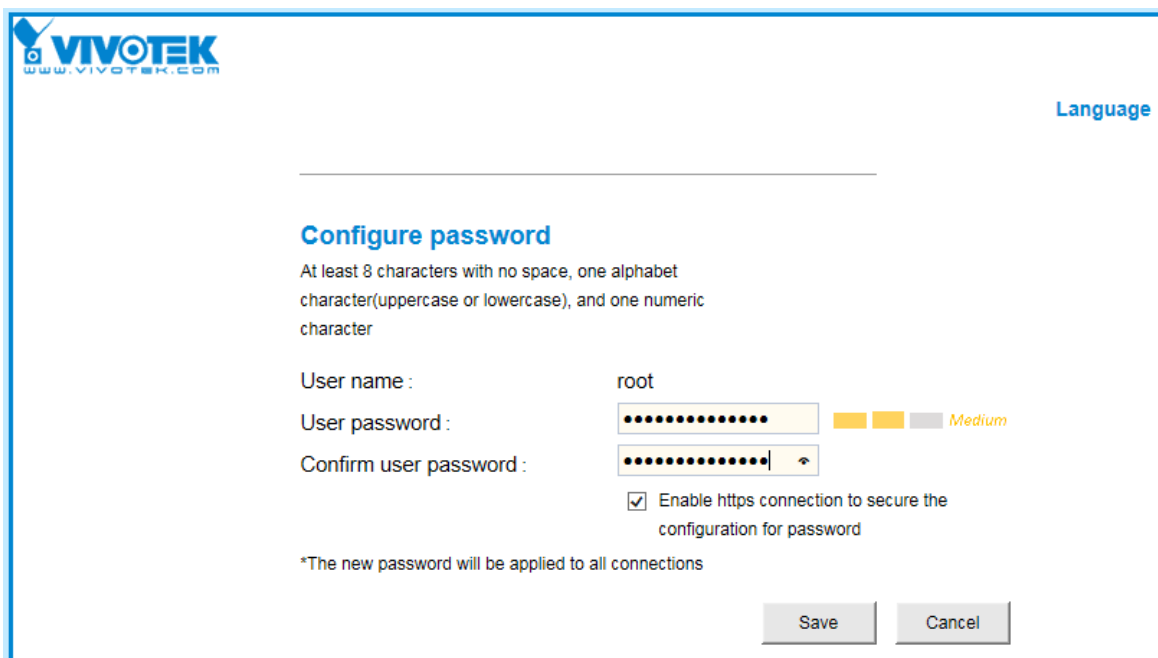 VIVOTEK
www.vivotek.com
Language
Configure password
At least 8 characters with no space, one alphabet
character(uppercase or lowercase), and one numeric
character
User name : root
User password : •••••••••••••• Medium
Confirm user password : ••••••••••••••
Enable https connection to secure the
configuration for password
*The new password will be applied to all connections
Save Cancel